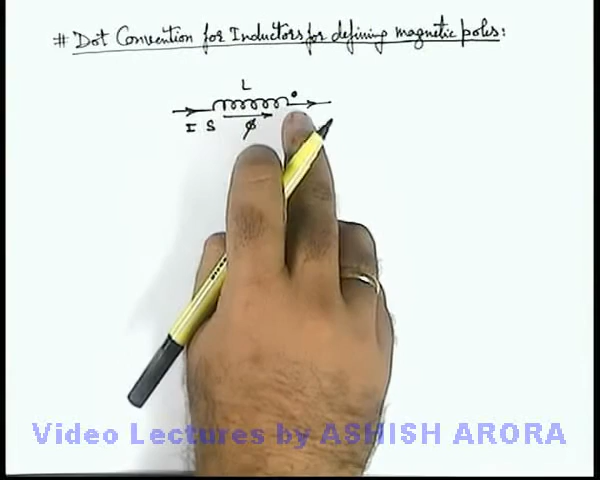 # Dot Convention for Inductors for defining magnetic poles:
L
I S ϕ
Video Lectures by ASHISH ARORA